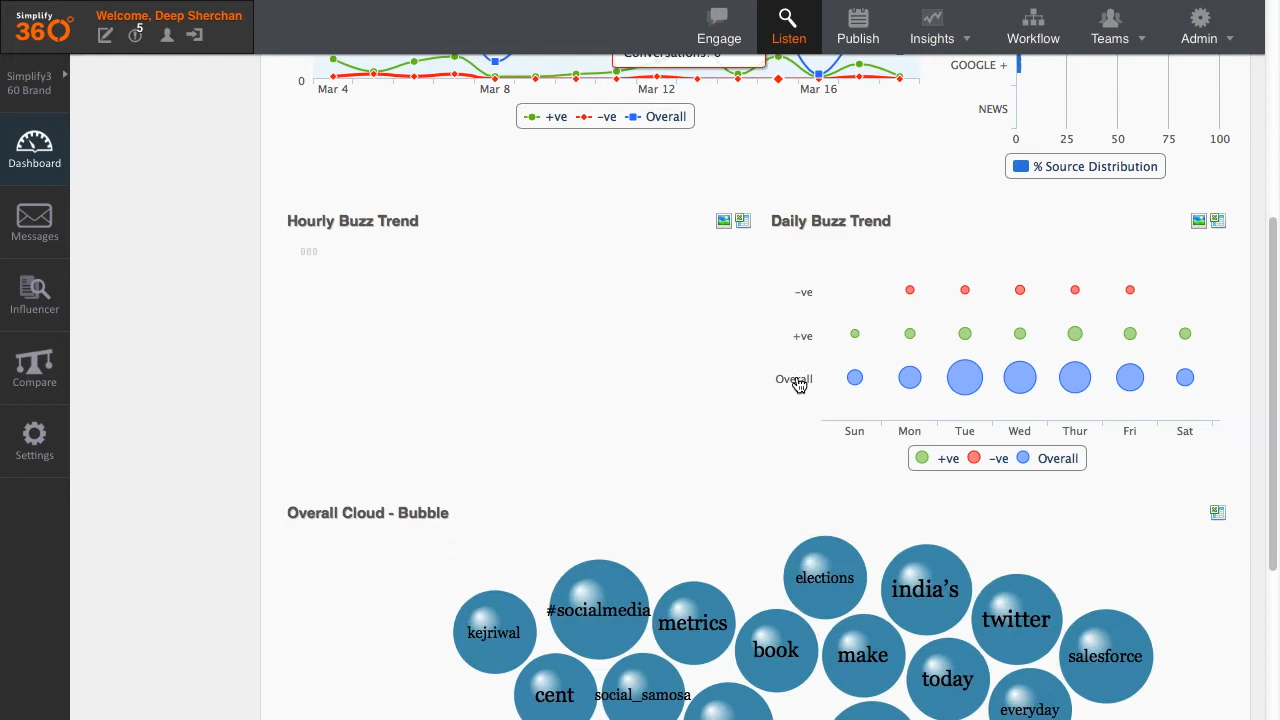 Simplify
360
Welcome, Deep Sherchan
5
Engage
Listen
Publish
Insights
Workflow
Teams
Admin
Simplify3
60 Brand
Dashboard
Messages
Influencer
Compare
Settings
0
Mar 4
Mar 8
Mar 12
Mar 16
+ve
-ve
Overall
GOOGLE +
NEWS
0
25
50
75
100
% Source Distribution
Hourly Buzz Trend
Daily Buzz Trend
-ve
+ve
Overall
Sun
Mon
Tue
Wed
Thur
Fri
Sat
+ve
-ve
Overall
Overall Cloud - Bubble
elections
india's
#socialmedia
metrics
twitter
kejriwal
book
make
salesforce
cent
social_samosa
today
everyday